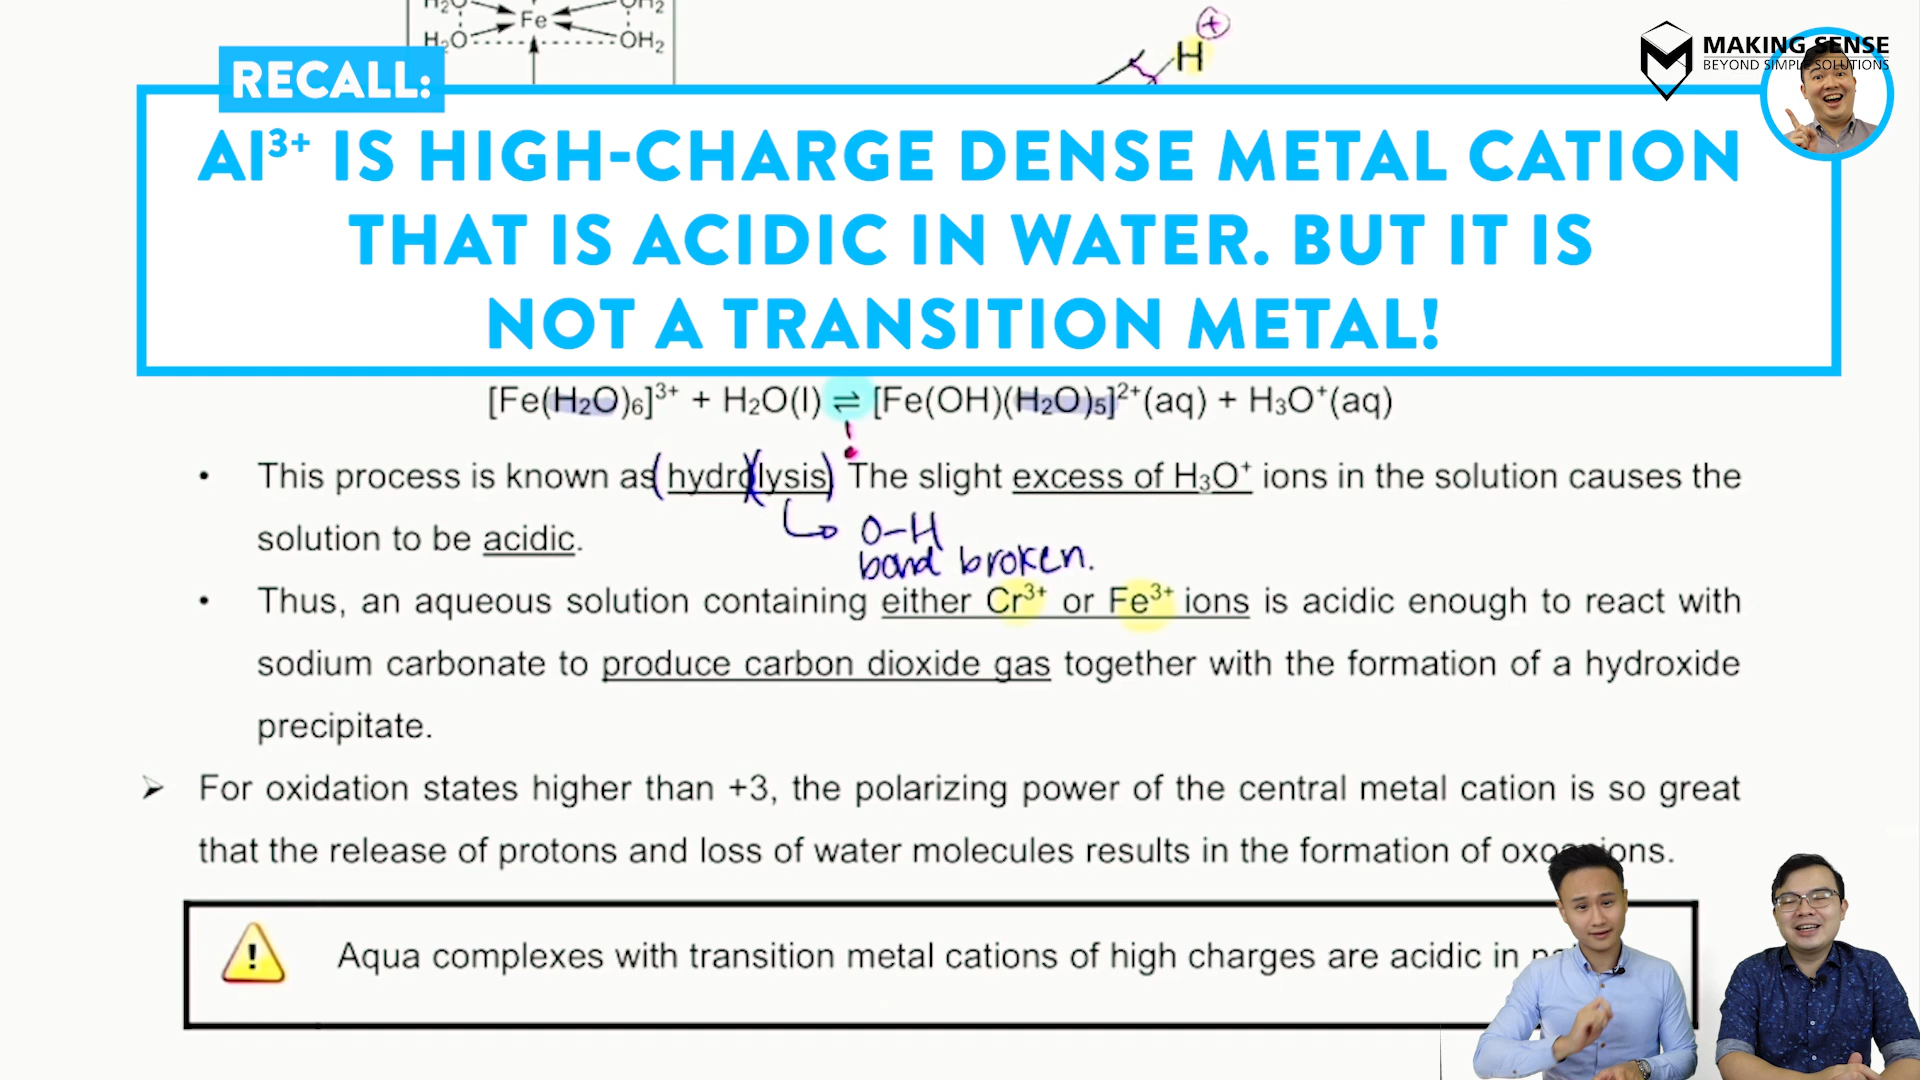 H₂O Fe OH₂
H₂O OH₂
H
+
MAKING SENSE
BEYOND SIMPLE SOLUTIONS
RECALL:
Al³⁺ IS HIGH-CHARGE DENSE METAL CATION
THAT IS ACIDIC IN WATER. BUT IT IS
NOT A TRANSITION METAL!
[Fe(H₂O)₆]³⁺ + H₂O(l) ⇌ [Fe(OH)(H₂O)₅]²⁺(aq) + H₃O⁺(aq)
• This process is known as (hydro)(lysis) The slight excess of H₃O⁺ ions in the solution causes the
solution to be acidic.
O-H
bond broken.
• Thus, an aqueous solution containing either Cr³⁺ or Fe³⁺ ions is acidic enough to react with
sodium carbonate to produce carbon dioxide gas together with the formation of a hydroxide
precipitate.
➢ For oxidation states higher than +3, the polarizing power of the central metal cation is so great
that the release of protons and loss of water molecules results in the formation of
! Aqua complexes with transition metal cations of high charges are acidic in